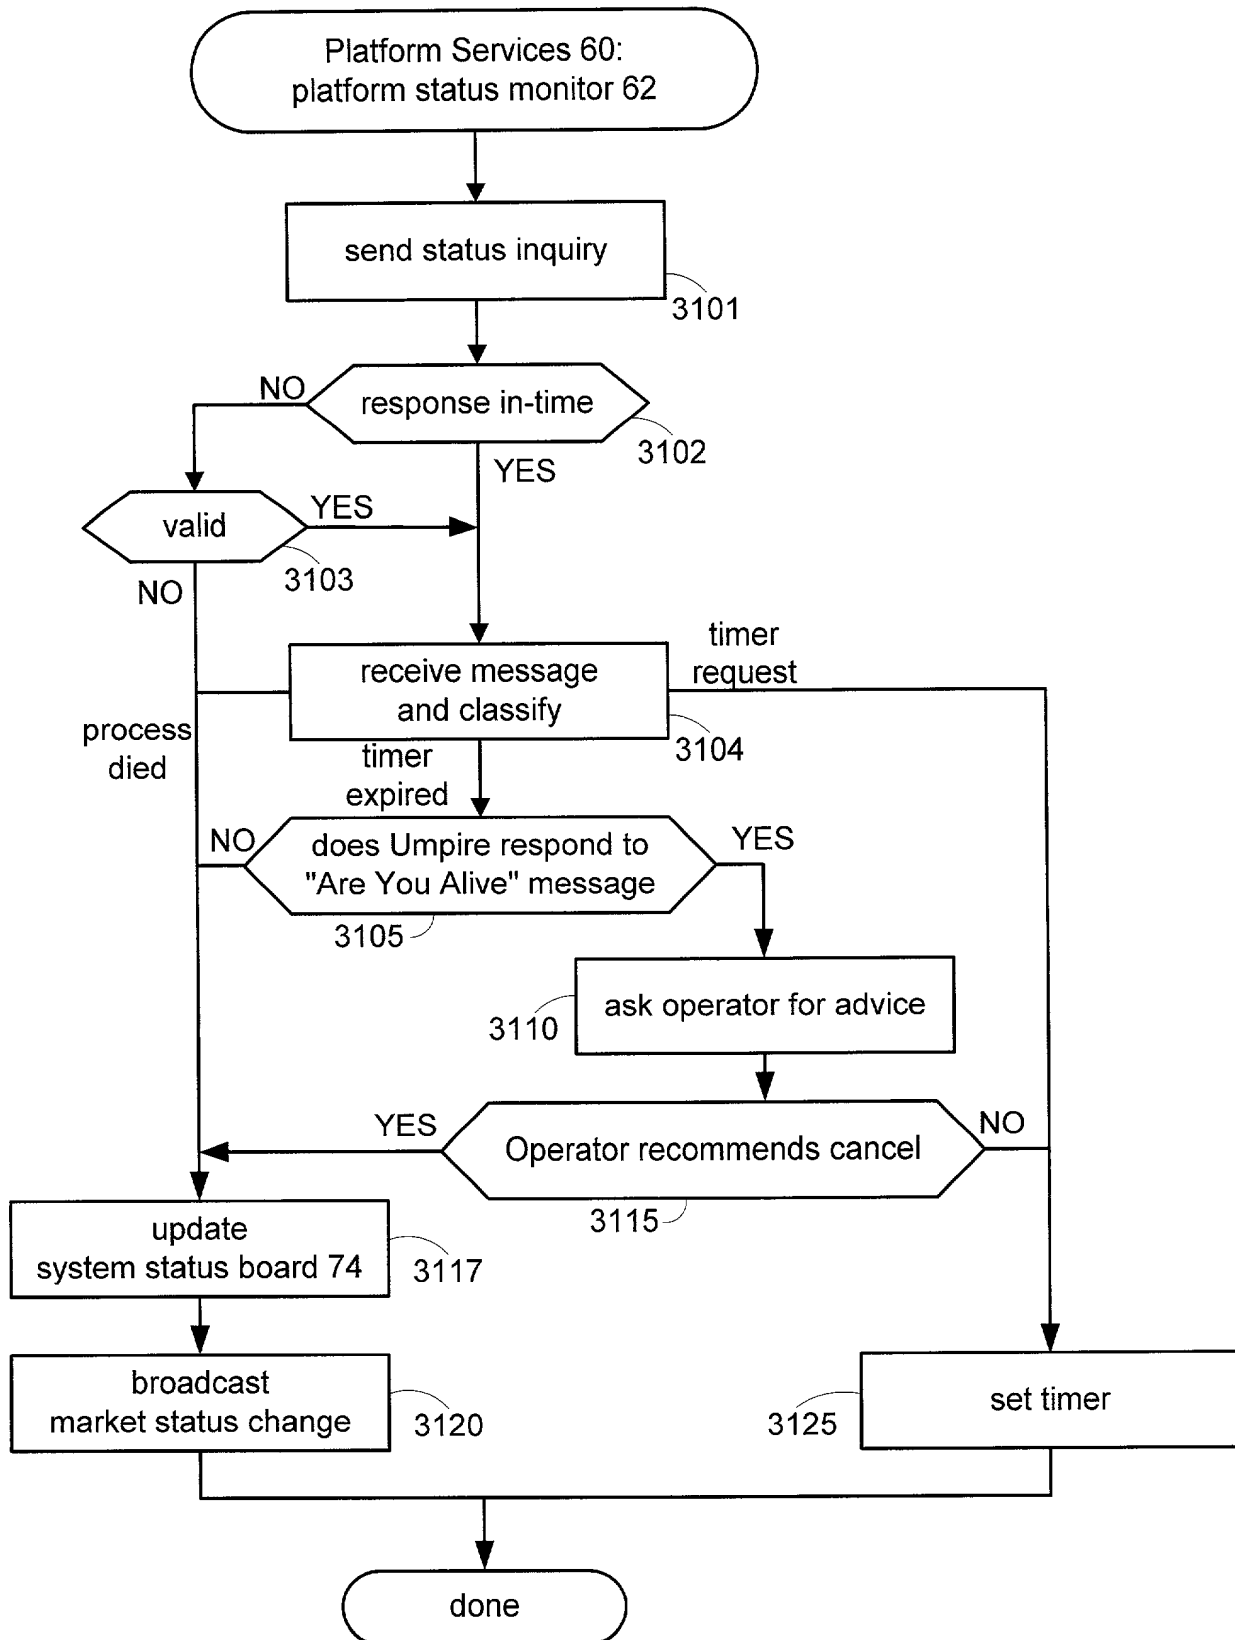 Platform Services 60:
platform status monitor 62
send status inquiry
3101
NO
response in-time
3102
YES
valid
YES
3103
NO
timer
request
receive message
and classify
3104
process
died
timer
expired
NO
does Umpire respond to
"Are You Alive" message
YES
3105
ask operator for advice
3110
YES
Operator recommends cancel
NO
3115
update
system status board 74
3117
broadcast
market status change
3120
set timer
3125
done